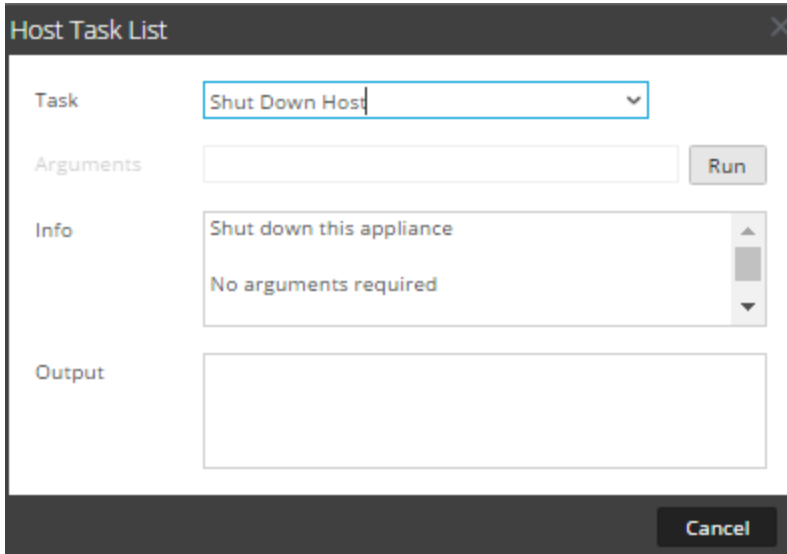 Host Task List
Task
Shut Down Host
Arguments
Run
Info
Shut down this appliance
No arguments required
Output
Cancel